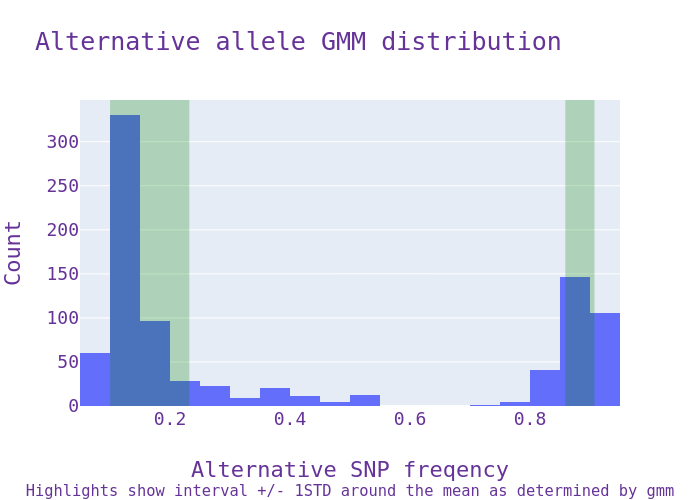 Alternative allele GMM distribution
300
250
200
150
100
50
0
Count
0.2 0.4 0.6 0.8
Alternative SNP freqency
Highlights show interval +/- 1STD around the mean as determined by gmm